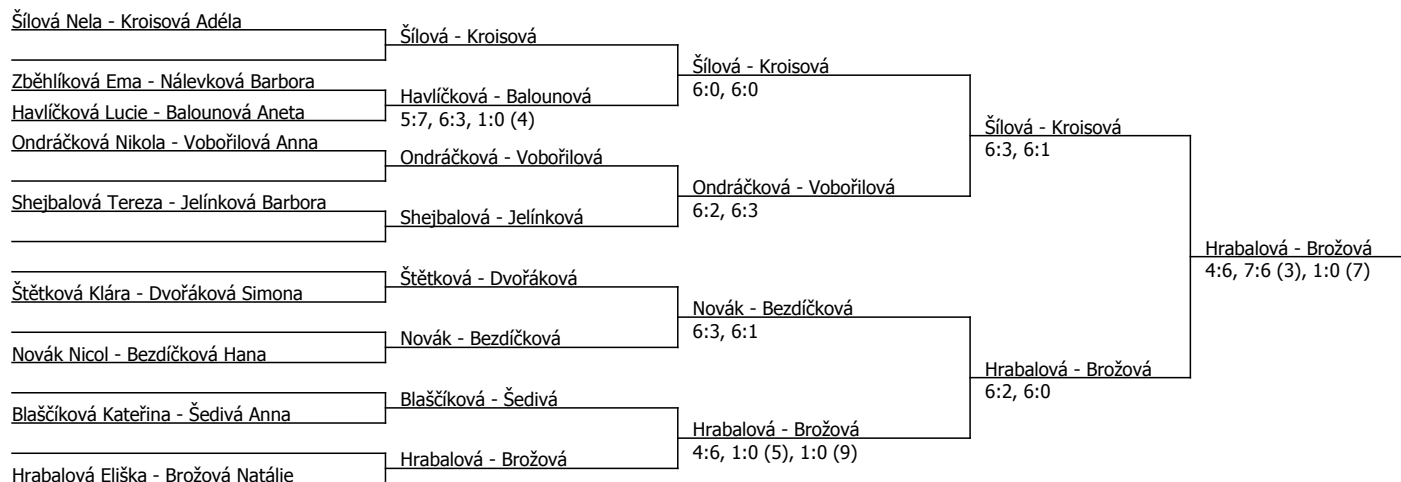 Šílová Nela - Kroisová Adéla
Zběhlíková Ema - Nálevková Barbora
Havlíčková Lucie - Balounová Aneta
Ondráčková Nikola - Vobořilová Anna
Shejbalová Tereza - Jelínková Barbora
Štětková Klára - Dvořáková Simona
Novák Nicol - Bezdíčková Hana
Blaščíková Kateřina - Šedivá Anna
Hrabalová Eliška - Brožová Natálie
Šílová - Kroisová
Havlíčková - Balounová
5:7, 6:3, 1:0 (4)
Ondráčková - Vobořilová
Shejbalová - Jelínková
Štětková - Dvořáková
Novák - Bezdíčková
Blaščíková - Šedivá
Hrabalová - Brožová
Šílová - Kroisová
6:0, 6:0
Ondráčková - Vobořilová
6:2, 6:3
Novák - Bezdíčková
6:3, 6:1
Hrabalová - Brožová
4:6, 1:0 (5), 1:0 (9)
Šílová - Kroisová
6:3, 6:1
Hrabalová - Brožová
6:2, 6:0
Hrabalová - Brožová
4:6, 7:6 (3), 1:0 (7)